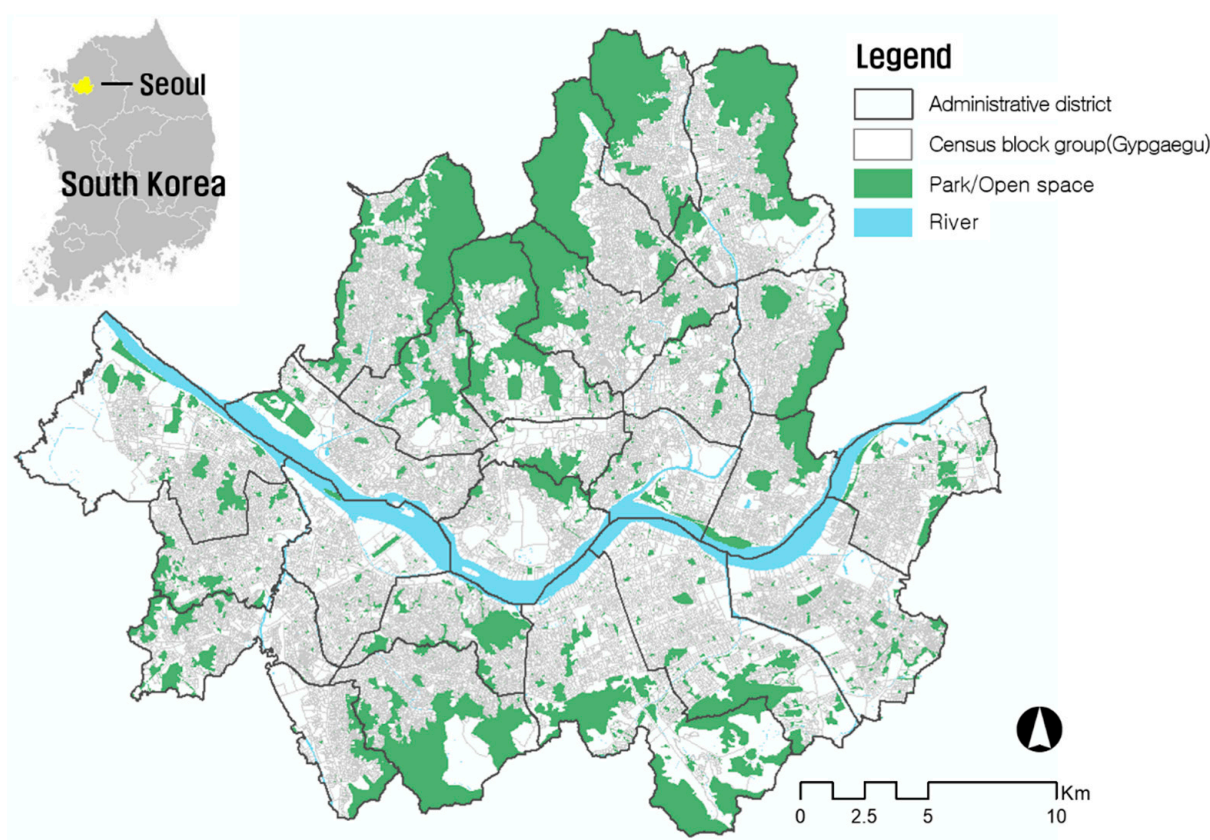 Seoul
South Korea
Legend
Administrative district
Census block group(Gypgaegu)
Park/Open space
River
Km
0 2.5 5 10